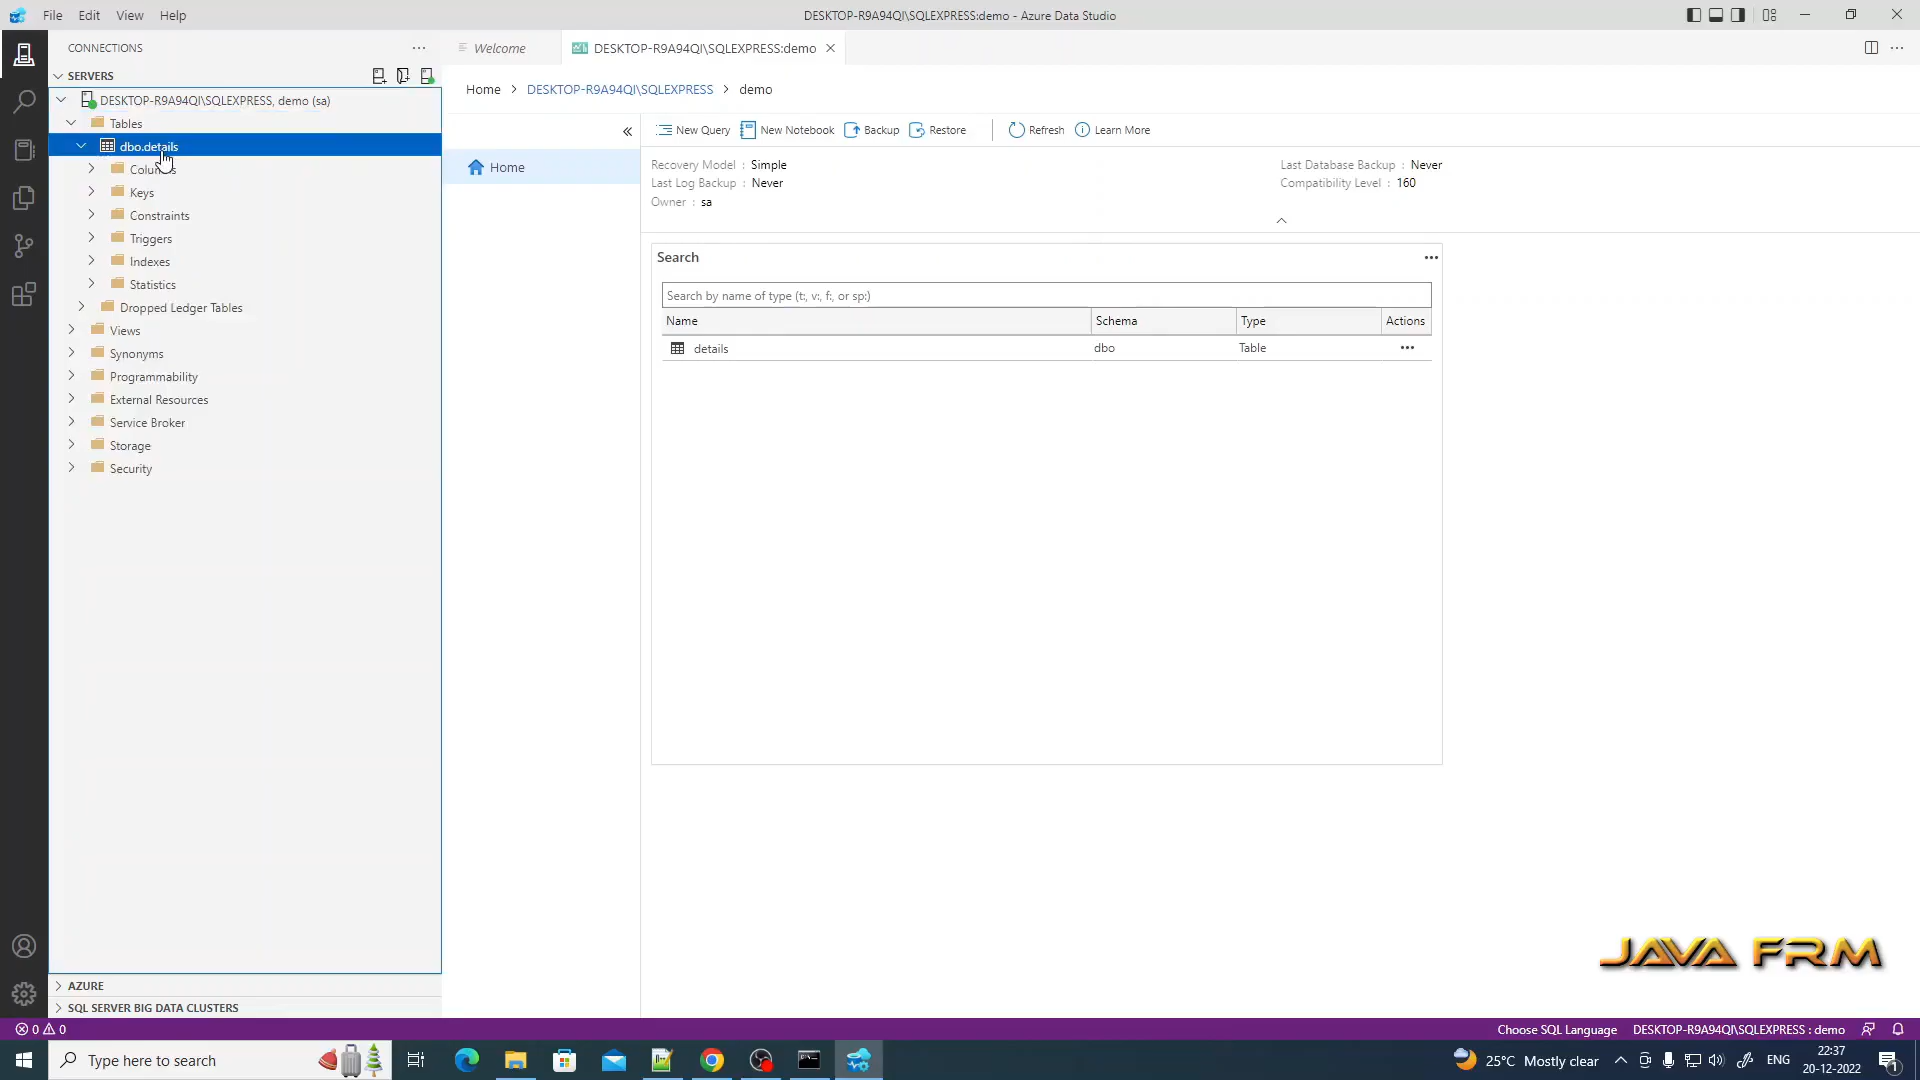 File Edit View Help
DESKTOP-R9A94QI\SQLEXPRESS:demo - Azure Data Studio
CONNECTIONS
Welcome
DESKTOP-R9A94QI\SQLEXPRESS:demo
SERVERS
DESKTOP-R9A94QI\SQLEXPRESS, demo (sa)
Tables
dbo.details
Columns
Keys
Constraints
Triggers
Indexes
Statistics
Dropped Ledger Tables
Views
Synonyms
Programmability
External Resources
Service Broker
Storage
Security
AZURE
SQL SERVER BIG DATA CLUSTERS
Home > DESKTOP-R9A94QI\SQLEXPRESS > demo
New Query New Notebook Backup Restore Refresh Learn More
Home
Recovery Model : Simple
Last Database Backup : Never
Last Log Backup : Never
Compatibility Level : 160
Owner : sa
Search
Search by name of type (t:, v:, f:, or sp:)
Name Schema Type Actions
details dbo Table
JAVA FRM
0 0
Choose SQL Language DESKTOP-R9A94QI\SQLEXPRESS : demo
Type here to search
25°C Mostly clear
ENG
22:37
20-12-2022
1